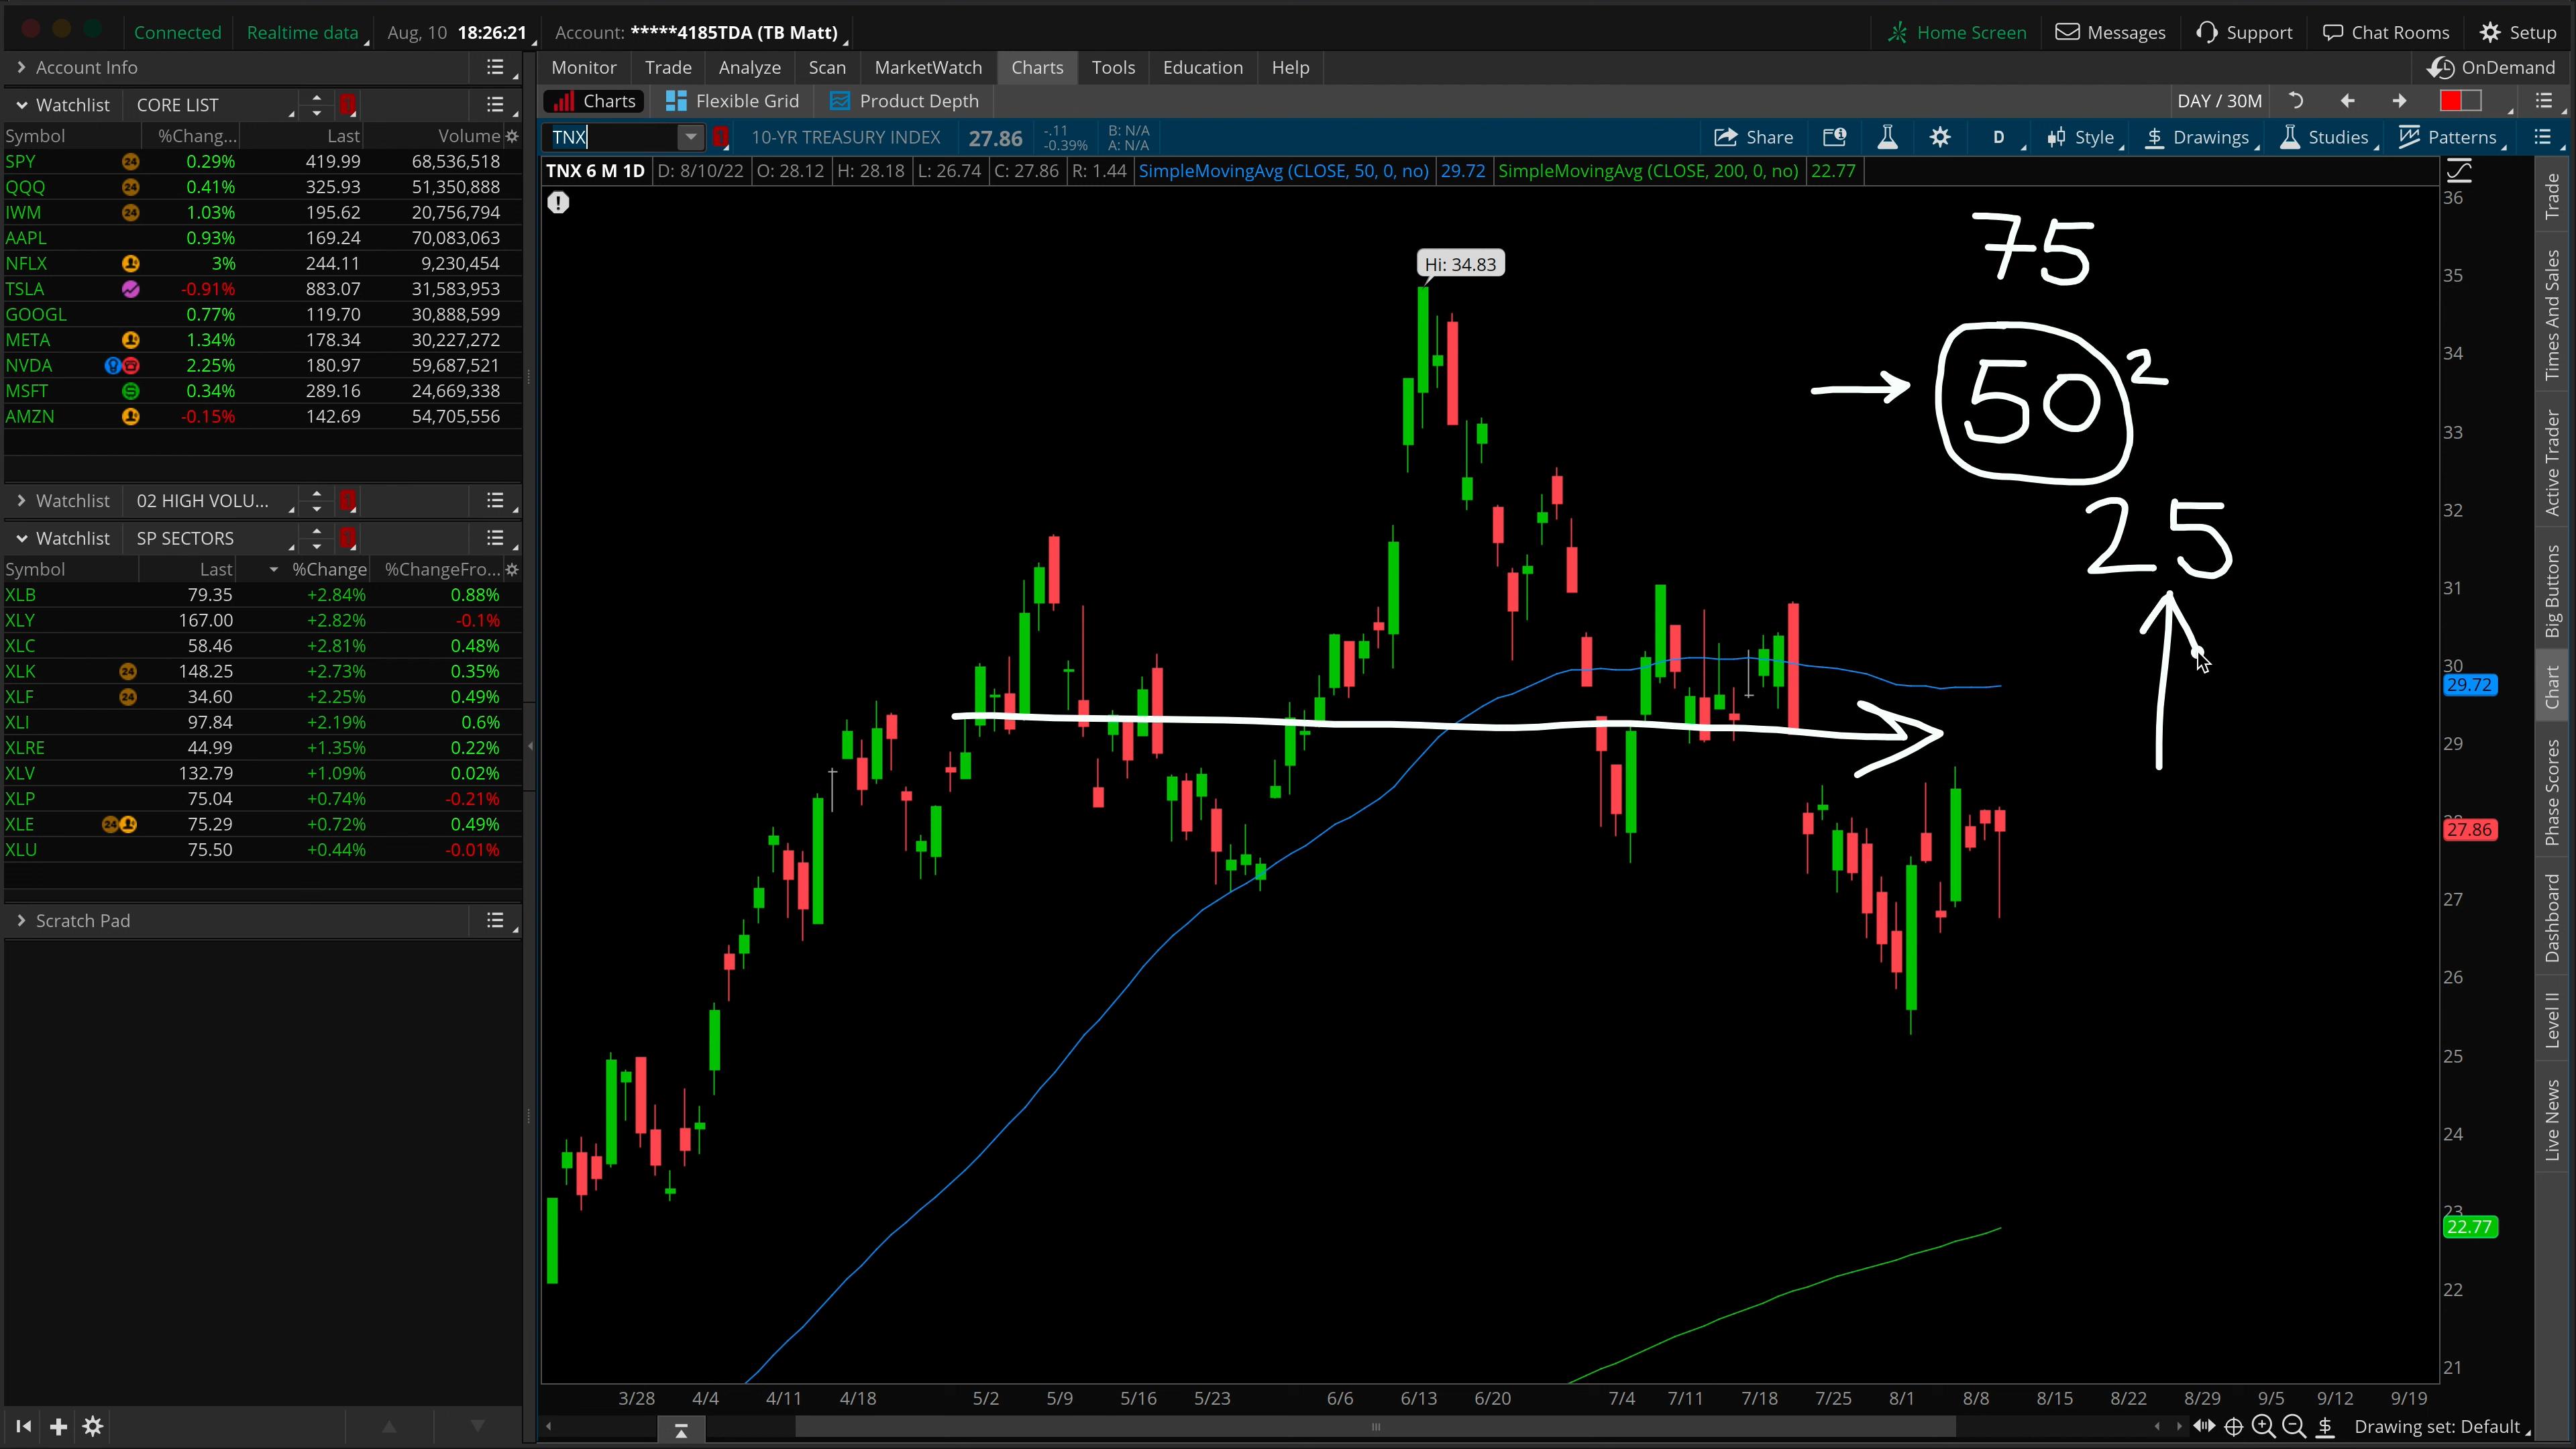 Connected Realtime data Aug, 10 18:26:21 Account: *****4185TDA (TB Matt) Home Screen Messages Support Chat Rooms Setup
Account Info
Monitor Trade Analyze Scan MarketWatch Charts Tools Education Help OnDemand
Watchlist CORE LIST
Charts Flexible Grid Product Depth DAY / 30M
Symbol %Chang... Last Volume
SPY 24 0.29% 419.99 68,536,518
QQQ 24 0.41% 325.93 51,350,888
IWM 24 1.03% 195.62 20,756,794
AAPL 0.93% 169.24 70,083,063
NFLX 3% 244.11 9,230,454
TSLA -0.91% 883.07 31,583,953
GOOGL 0.77% 119.70 30,888,599
META 1.34% 178.34 30,227,272
NVDA 2.25% 180.97 59,687,521
MSFT 0.34% 289.16 24,669,338
AMZN -0.15% 142.69 54,705,556
Watchlist 02 HIGH VOLU...
Watchlist SP SECTORS
Symbol Last %Change %ChangeFro...
XLB 79.35 +2.84% 0.88%
XLY 167.00 +2.82% -0.1%
XLC 58.46 +2.81% 0.48%
XLK 24 148.25 +2.73% 0.35%
XLF 24 34.60 +2.25% 0.49%
XLI 97.84 +2.19% 0.6%
XLRE 44.99 +1.35% 0.22%
XLV 132.79 +1.09% 0.02%
XLP 75.04 +0.74% -0.21%
XLE 24 75.29 +0.72% 0.49%
XLU 75.50 +0.44% -0.01%
Scratch Pad
TNX 10-YR TREASURY INDEX 27.86 -.11 -0.39% B: N/A A: N/A Share D Style Drawings Studies Patterns
TNX 6 M 1D D: 8/10/22 O: 28.12 H: 28.18 L: 26.74 C: 27.86 R: 1.44 SimpleMovingAvg (CLOSE, 50, 0, no) 29.72 SimpleMovingAvg (CLOSE, 200, 0, no) 22.77
Hi: 34.83
75
50²
25
36
35
34
33
32
31
30
29.72
29
27.86
27
26
25
24
23
22.77
22
21
3/28 4/4 4/11 4/18 5/2 5/9 5/16 5/23 6/6 6/13 6/20 7/4 7/11 7/18 7/25 8/1 8/8 8/15 8/22 8/29 9/5 9/12 9/19
Drawing set: Default
Trade
Times And Sales
Active Trader
Big Buttons
Chart
Phase Scores
Dashboard
Level II
Live News